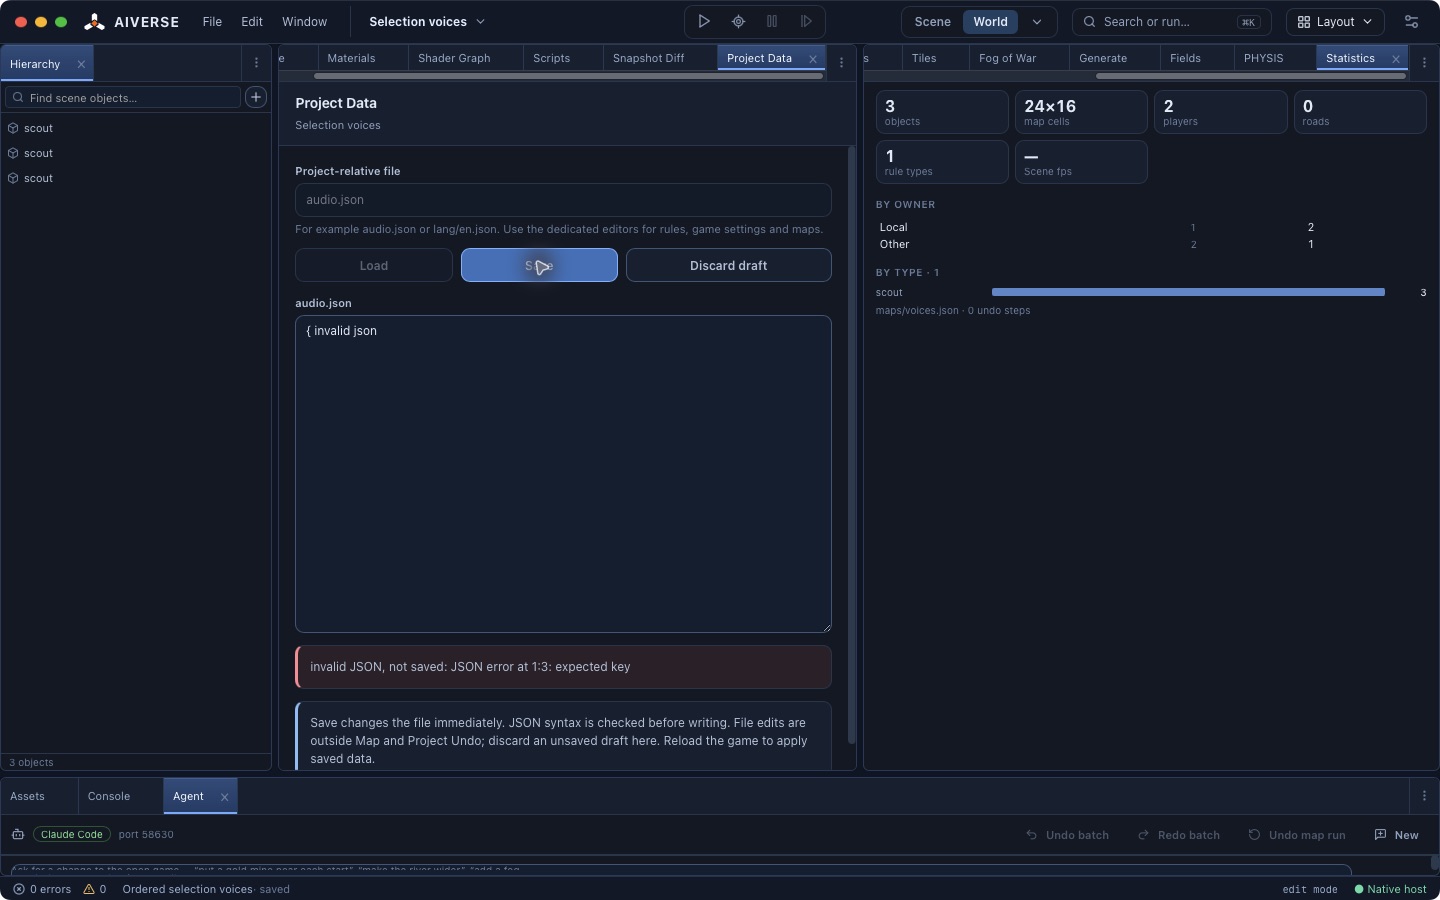 AIVERSE File Edit Window Selection voices Scene World Search or run... ⌘K Layout
Hierarchy
Find scene objects...
scout
scout
scout
3 objects
e Materials Shader Graph Scripts Snapshot Diff Project Data
Project Data
Selection voices
Project-relative file
audio.json
For example audio.json or lang/en.json. Use the dedicated editors for rules, game settings and maps.
Load Discard draft
audio.json
{ invalid json
invalid JSON, not saved: JSON error at 1:3: expected key
Save changes the file immediately. JSON syntax is checked before writing. File edits are
outside Map and Project Undo; discard an unsaved draft here. Reload the game to apply
saved data.
s Tiles Fog of War Generate Fields PHYSIS Statistics
3 24×16 2 0
objects map cells players roads
1 —
rule types Scene fps
BY OWNER
Local 1 2
Other 2 1
BY TYPE · 1
scout 3
maps/voices.json · 0 undo steps
Assets Console Agent
Claude Code port 58630 Undo batch Redo batch Undo map run New
0 errors 0 Ordered selection voices · saved edit mode Native host